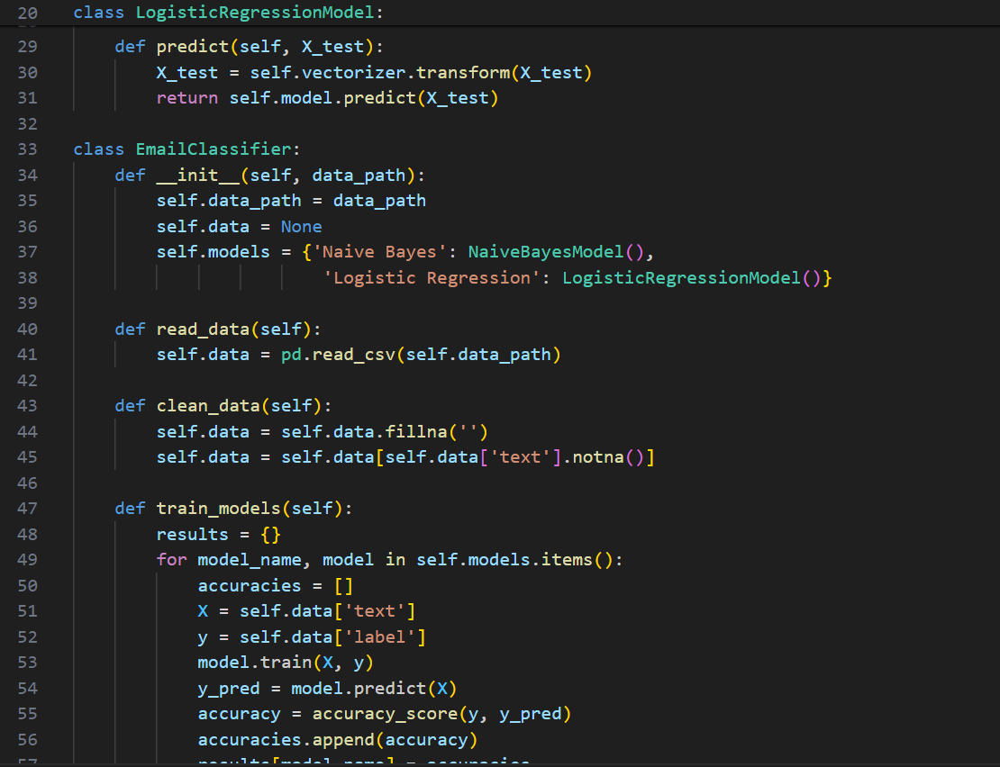 20 class LogisticRegressionModel:
29 def predict(self, X_test):
30 X_test = self.vectorizer.transform(X_test)
31 return self.model.predict(X_test)
32
33 class EmailClassifier:
34 def __init__(self, data_path):
35 self.data_path = data_path
36 self.data = None
37 self.models = {'Naive Bayes': NaiveBayesModel(),
38 'Logistic Regression': LogisticRegressionModel()}
39
40 def read_data(self):
41 self.data = pd.read_csv(self.data_path)
42
43 def clean_data(self):
44 self.data = self.data.fillna('')
45 self.data = self.data[self.data['text'].notna()]
46
47 def train_models(self):
48 results = {}
49 for model_name, model in self.models.items():
50 accuracies = []
51 X = self.data['text']
52 y = self.data['label']
53 model.train(X, y)
54 y_pred = model.predict(X)
55 accuracy = accuracy_score(y, y_pred)
56 accuracies.append(accuracy)
57 results[model_name] = accuracies